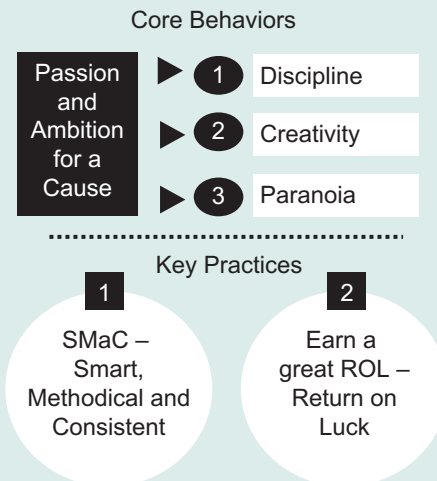 Core Behaviors
Passion
and
Ambition
for a
Cause
1
Discipline
2
Creativity
3
Paranoia
Key Practices
1
SMaC –
Smart,
Methodical and
Consistent
2
Earn a
great ROL –
Return on
Luck